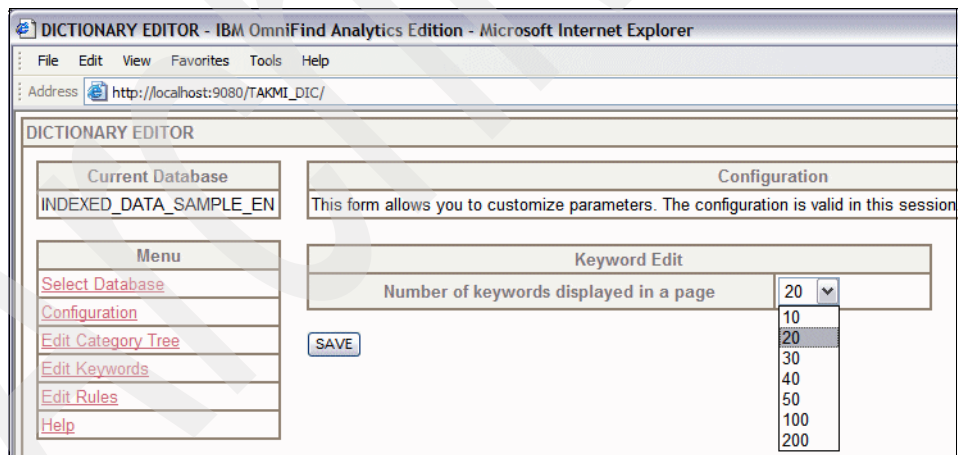 DICTIONARY EDITOR - IBM OmniFind Analytics Edition - Microsoft Internet Explorer
File Edit View Favorites Tools Help
Address http://localhost:9080/TAKMI_DIC/
DICTIONARY EDITOR
Current Database
INDEXED_DATA_SAMPLE_EN
Configuration
This form allows you to customize parameters. The configuration is valid in this session
Menu
Select Database
Configuration
Edit Category Tree
Edit Keywords
Edit Rules
Help
Keyword Edit
Number of keywords displayed in a page 20
10
20
30
40
50
100
200
SAVE